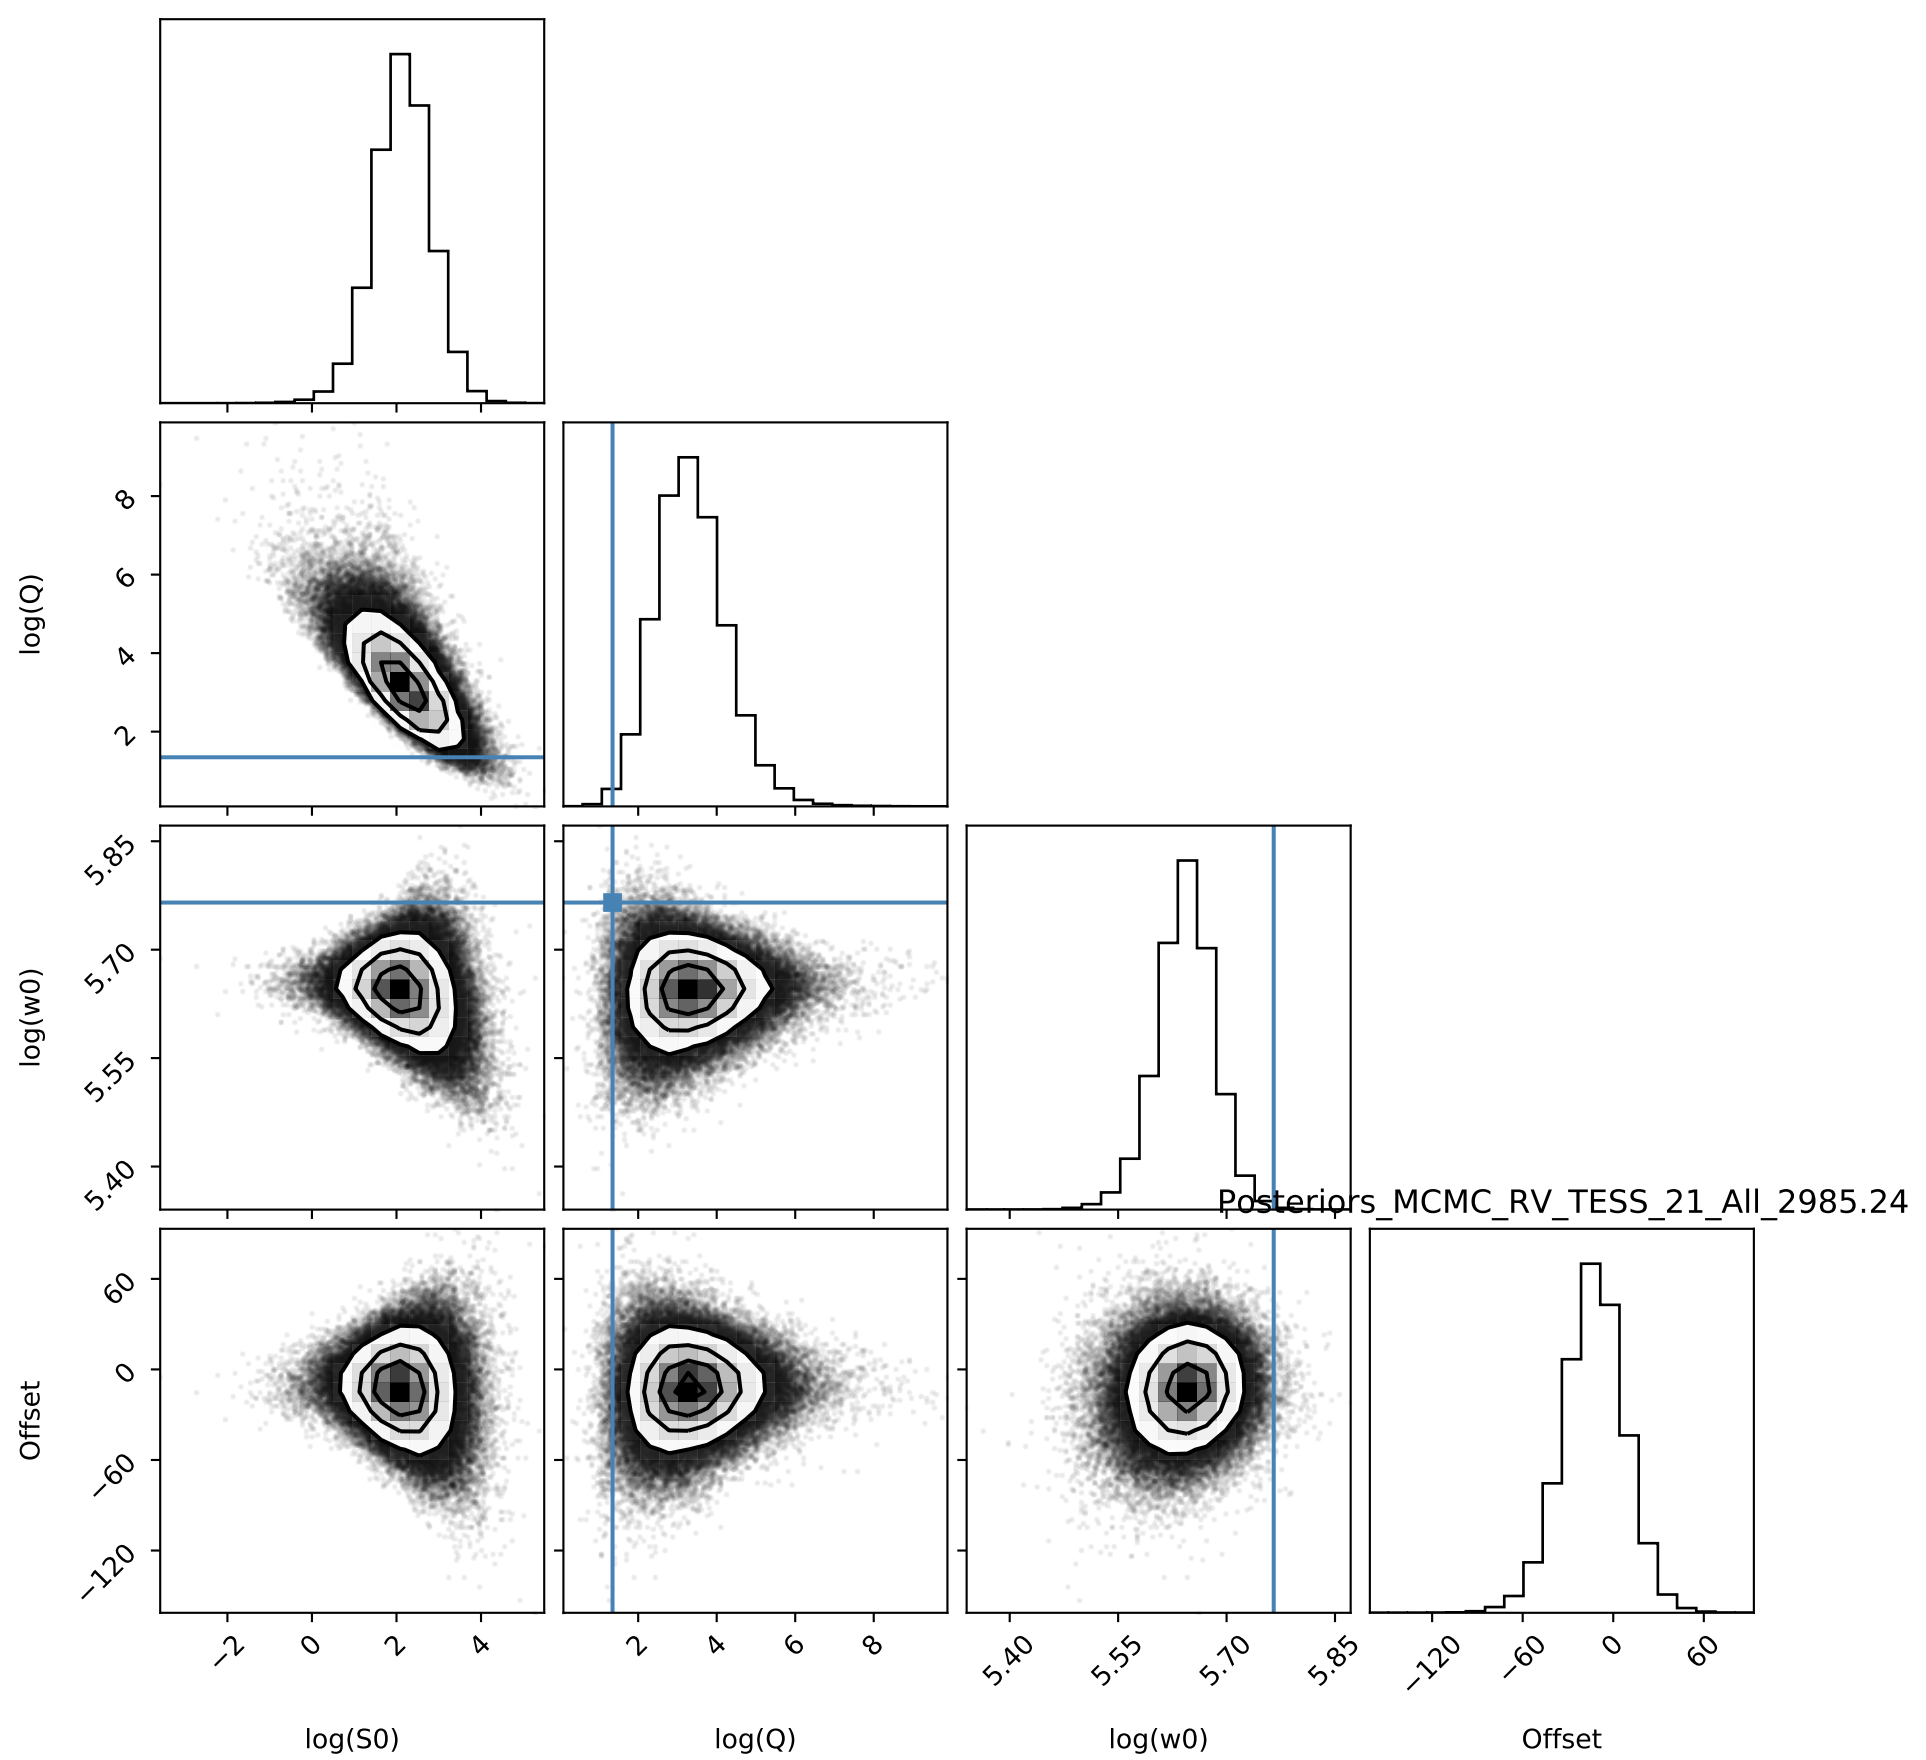 log(Q)
8
6
4
2
log(w0)
5.85
5.70
5.55
5.40
Posteriors_MCMC_RV_TESS_21_All_2985.24
Offset
60
0
−60
−120
−2 0 2 4 2 4 6 8 5.40 5.55 5.70 5.85 −120 −60 0 60
log(S0) log(Q) log(w0) Offset